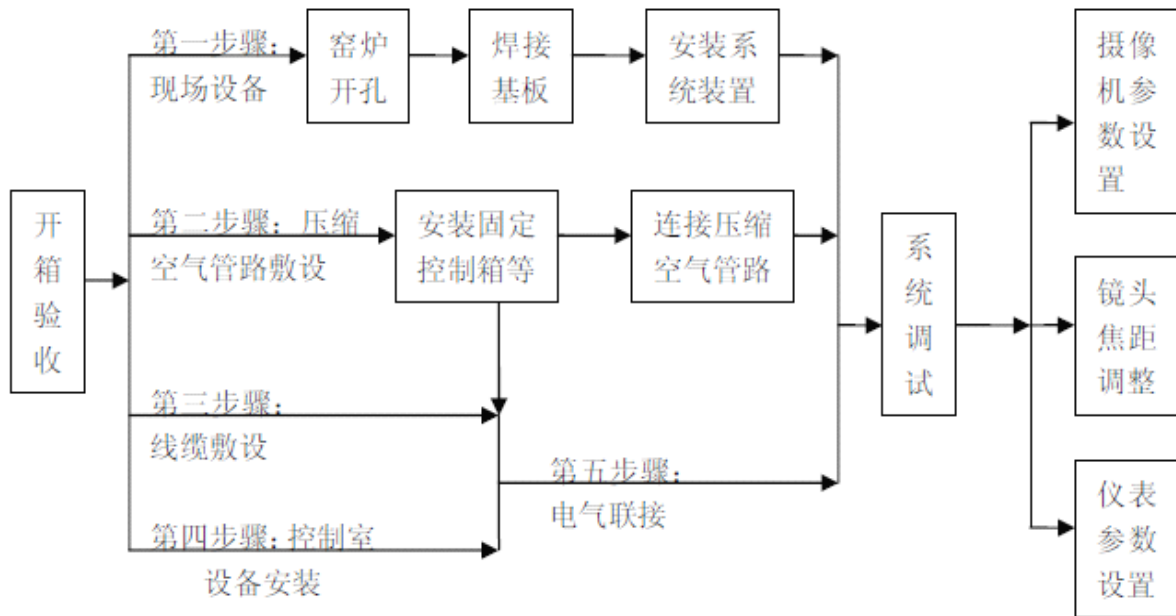 开
箱
验
收
第一步骤：
现场设备
窑炉
开孔
焊接
基板
安装系
统装置
第二步骤：压缩
空气管路敷设
安装固定
控制箱等
连接压缩
空气管路
第三步骤：
线缆敷设
第四步骤：控制室
设备安装
第五步骤：
电气联接
系
统
调
试
摄像
机参
数设
置
镜头
焦距
调整
仪表
参数
设置